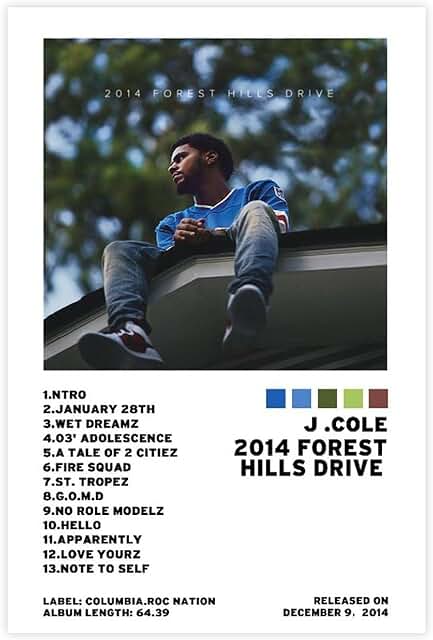 2014 FOREST HILLS DRIVE
1.NTRO
2.JANUARY 28TH
3.WET DREAMZ
4.03' ADOLESCENCE
5.A TALE OF 2 CITIEZ
6.FIRE SQUAD
7.ST. TROPEZ
8.G.O.M.D
9.NO ROLE MODELZ
10.HELLO
11.APPARENTLY
12.LOVE YOURZ
13.NOTE TO SELF
J .COLE
2014 FOREST
HILLS DRIVE
LABEL: COLUMBIA.ROC NATION
ALBUM LENGTH: 64.39
RELEASED ON
DECEMBER 9, 2014